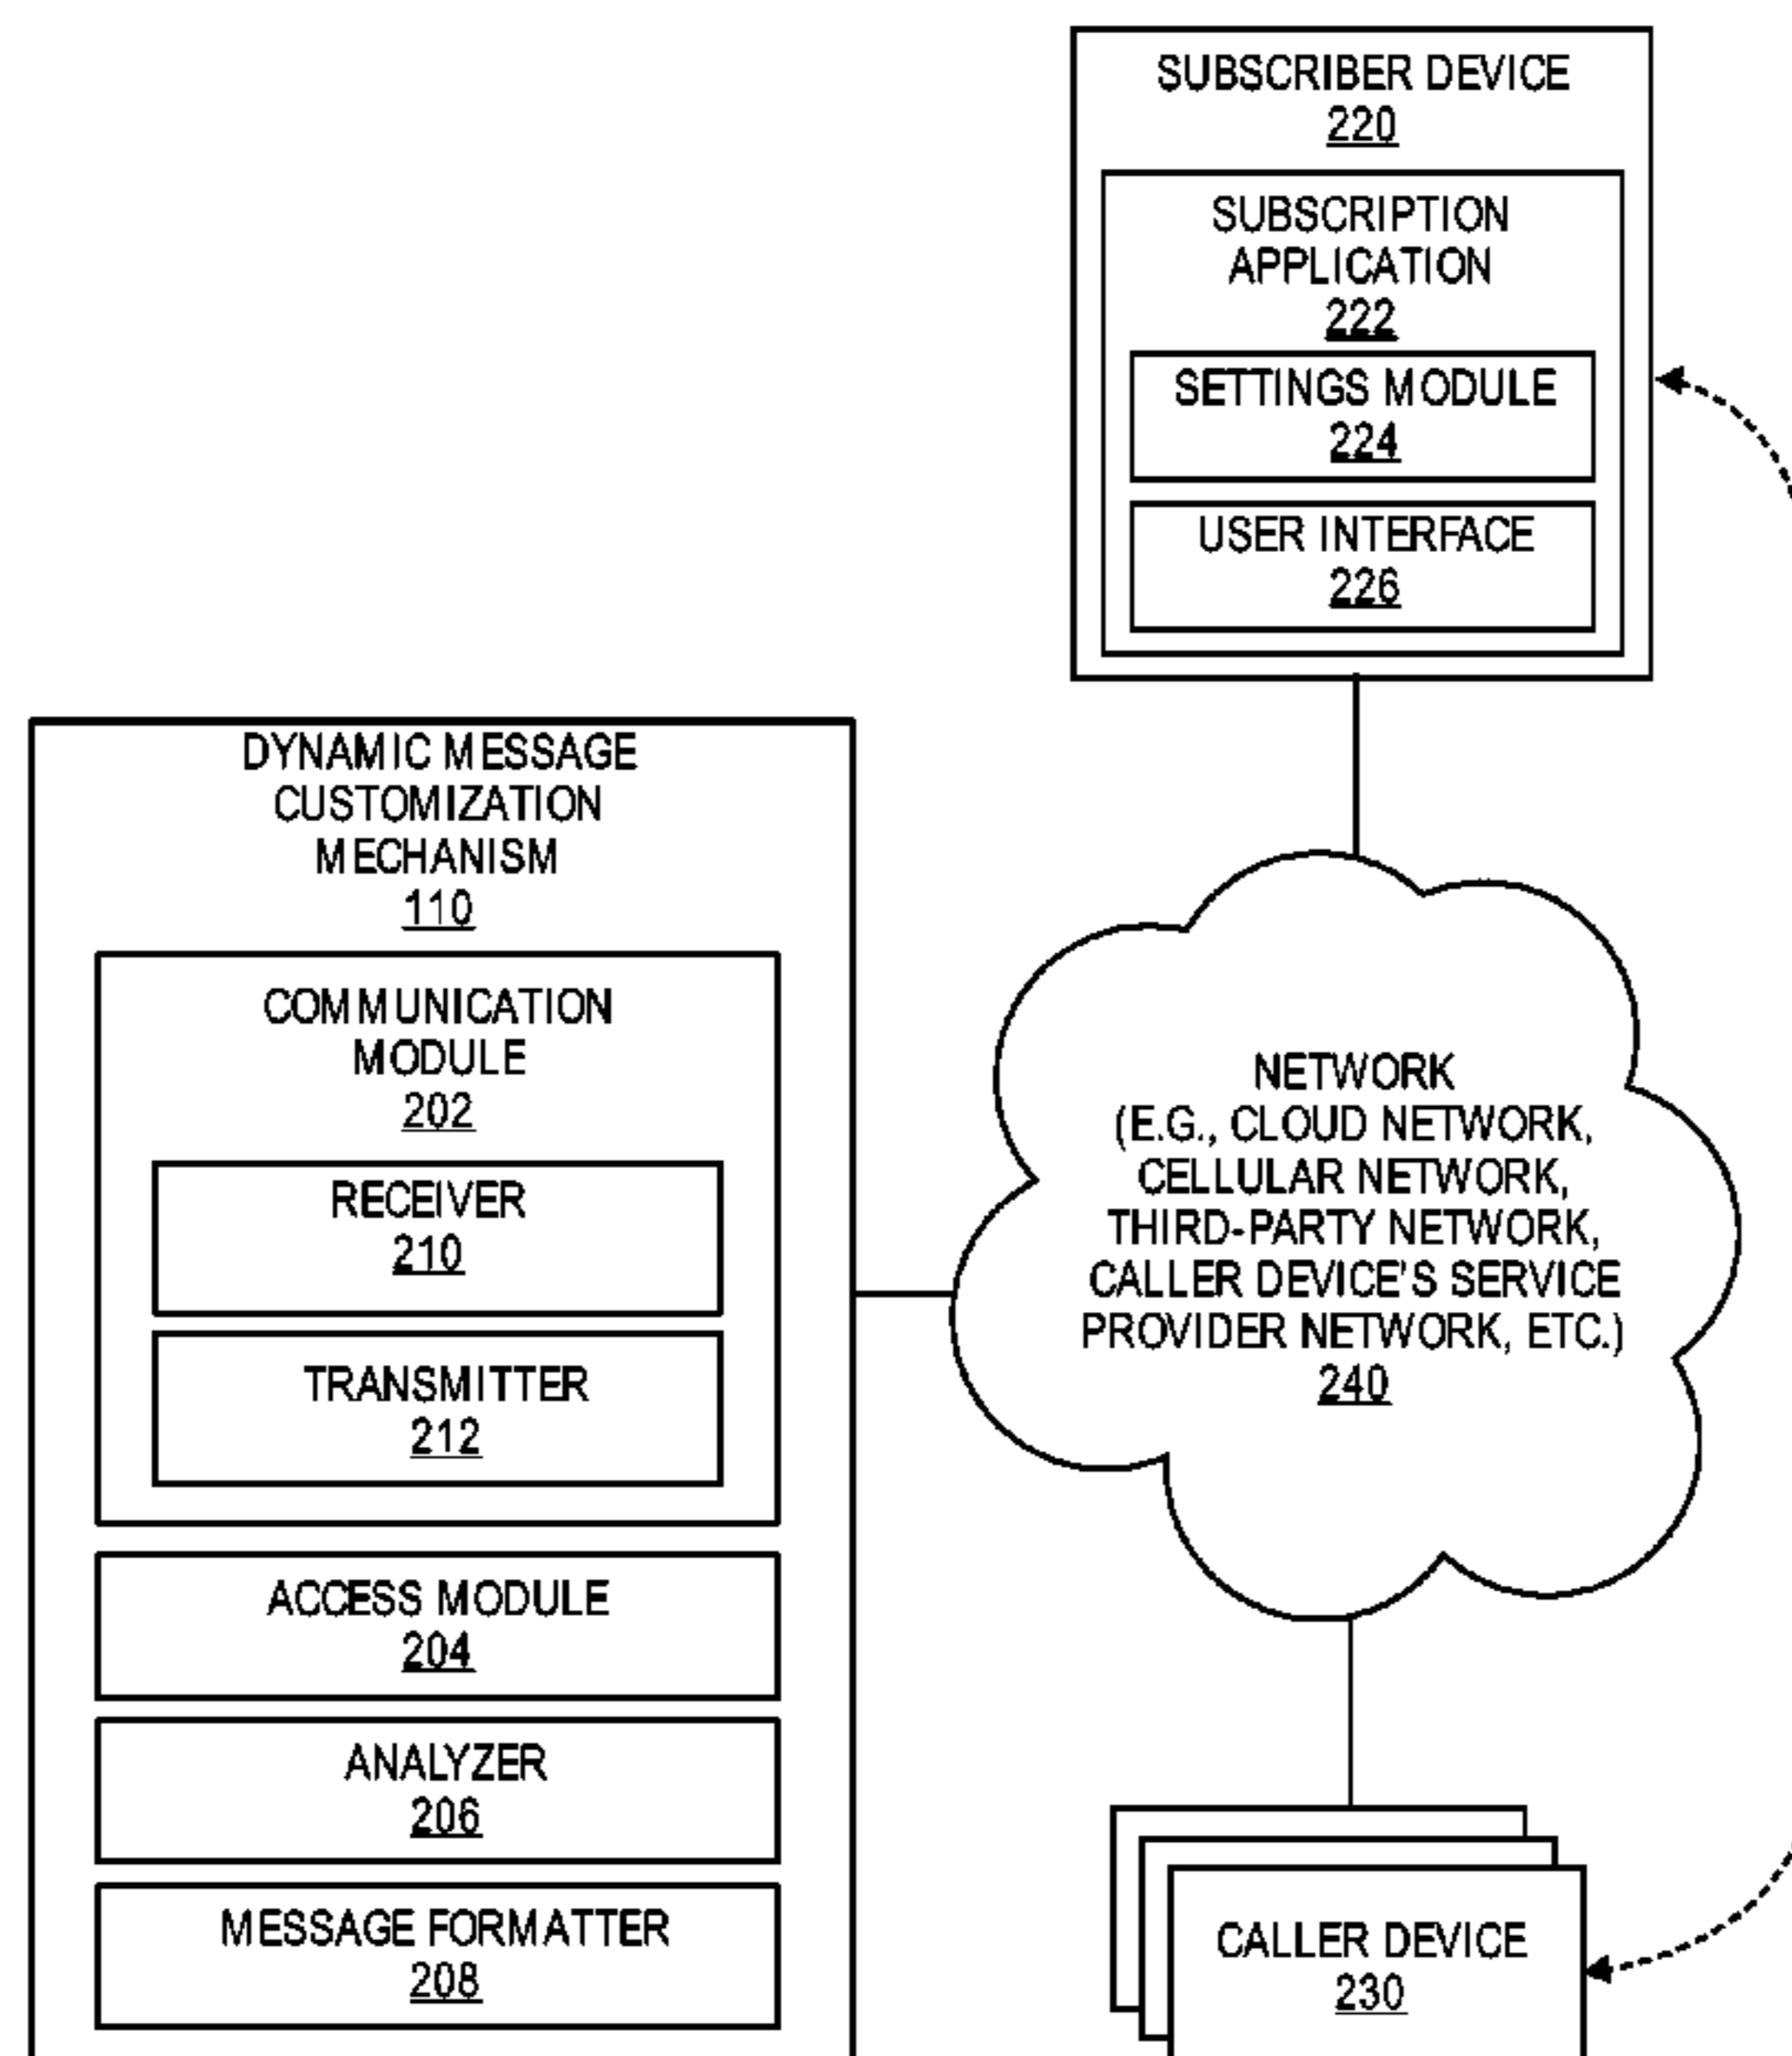 SUBSCRIBER DEVICE
220
SUBSCRIPTION
APPLICATION
222
SETTINGS MODULE
224
USER INTERFACE
226
DYNAMIC MESSAGE
CUSTOMIZATION
MECHANISM
110
COMMUNICATION
MODULE
202
RECEIVER
210
TRANSMITTER
212
ACCESS MODULE
204
ANALYZER
206
MESSAGE FORMATTER
208
NETWORK
(E.G., CLOUD NETWORK,
CELLULAR NETWORK,
THIRD-PARTY NETWORK,
CALLER DEVICE'S SERVICE
PROVIDER NETWORK, ETC.)
240
CALLER DEVICE
230